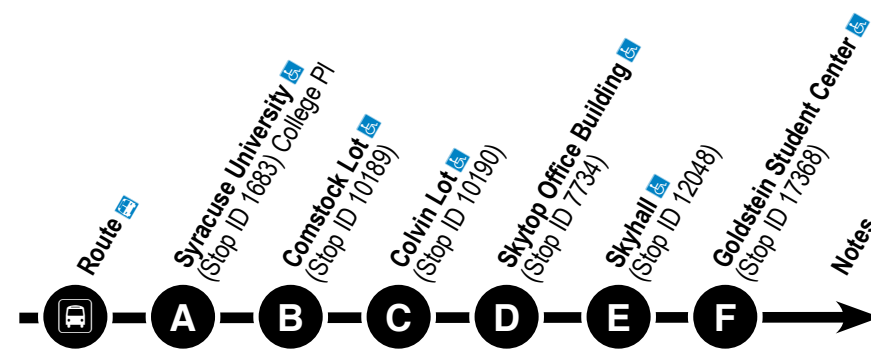 Route
Syracuse University
(Stop ID 1683) College Pl
Comstock Lot
(Stop ID 10189)
Colvin Lot
(Stop ID 10190)
Skytop Office Building
(Stop ID 7734)
Skyhall
(Stop ID 12048)
Goldstein Student Center
(Stop ID 17368)
Notes
A
B
C
D
E
F